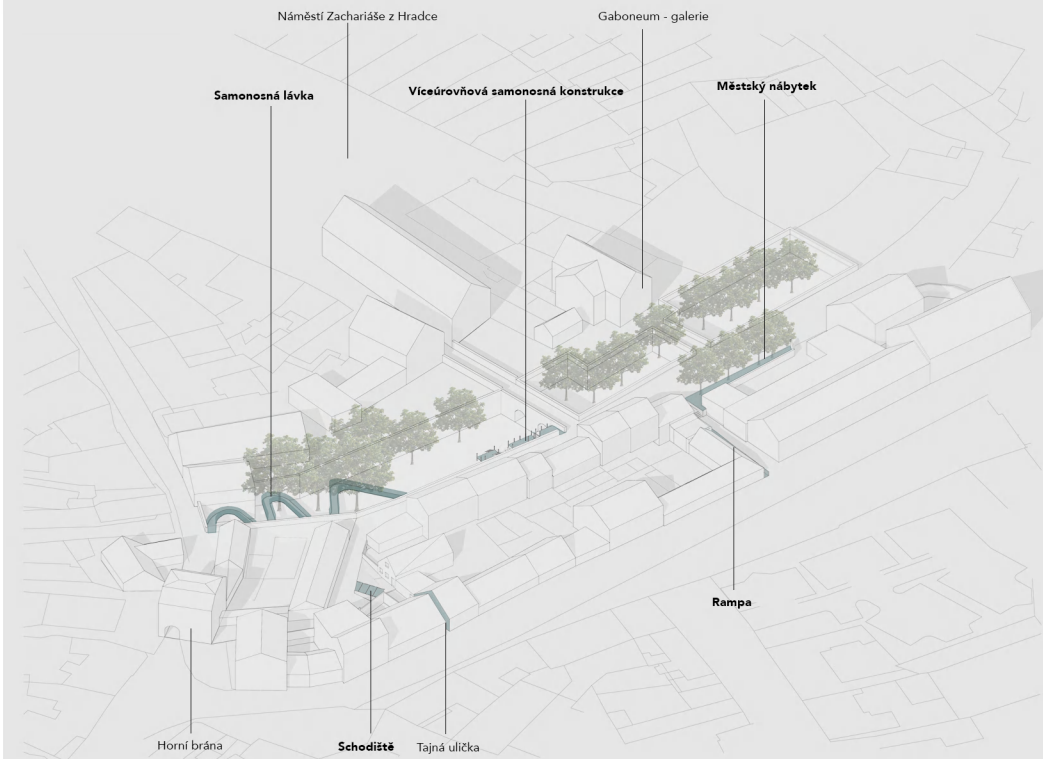 Náměstí Zachariáše z Hradce
Gaboneum - galerie
Samonosná lávka
Víceúrovňová samonosná konstrukce
Městský nábytek
Rampa
Horní brána
Schodiště
Tajná ulička